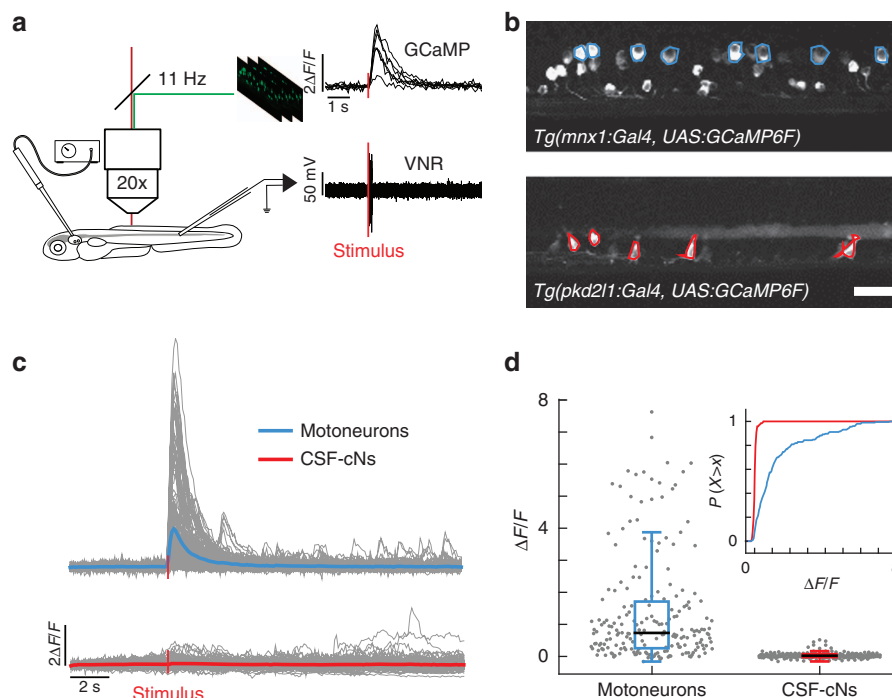 a
11 Hz
20x
2ΔF/F
GCaMP
1 s
50 mV
VNR
Stimulus
b
Tg(mnx1:Gal4, UAS:GCaMP6F)
Tg(pkd2l1:Gal4, UAS:GCaMP6F)
c
Motoneurons
CSF-cNs
2ΔF/F
2 s
Stimulus
d
8
4
0
ΔF/F
Motoneurons
CSF-cNs
1
0
P (X>x)
0
ΔF/F